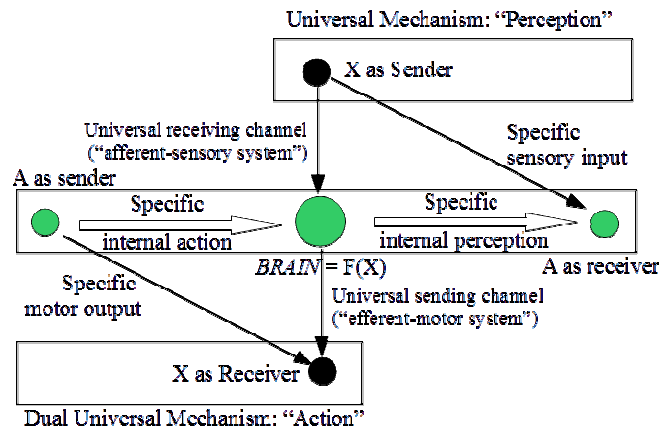 Universal Mechanism: “Perception”
X as Sender
Universal receiving channel
(“afferent-sensory system”)
Specific
sensory input
A as sender
Specific
internal action
Specific
internal perception
BRAIN = F(X)
A as receiver
Specific
motor output
Universal sending channel
(“efferent-motor system”)
X as Receiver
Dual Universal Mechanism: “Action”